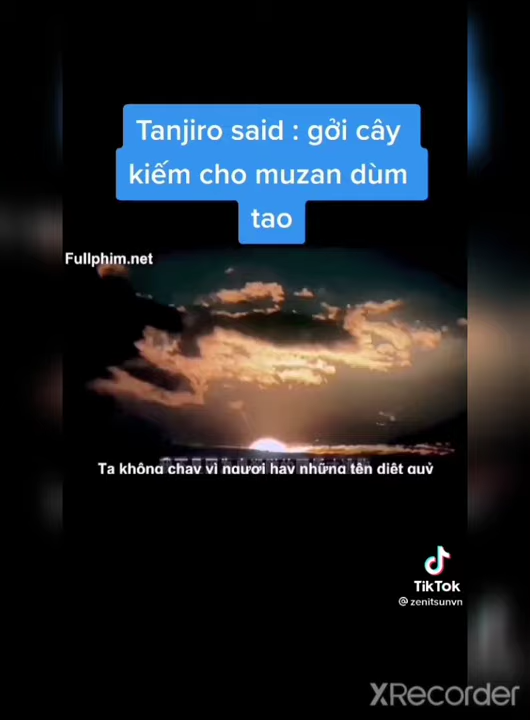 Tanjiro said : gởi cây
kiếm cho muzan dùm
tao
Fullphim.net
Ta không chạy vì ngươi hay những tên diệt quỷ
TikTok
@zenitsunvn
XRecorder